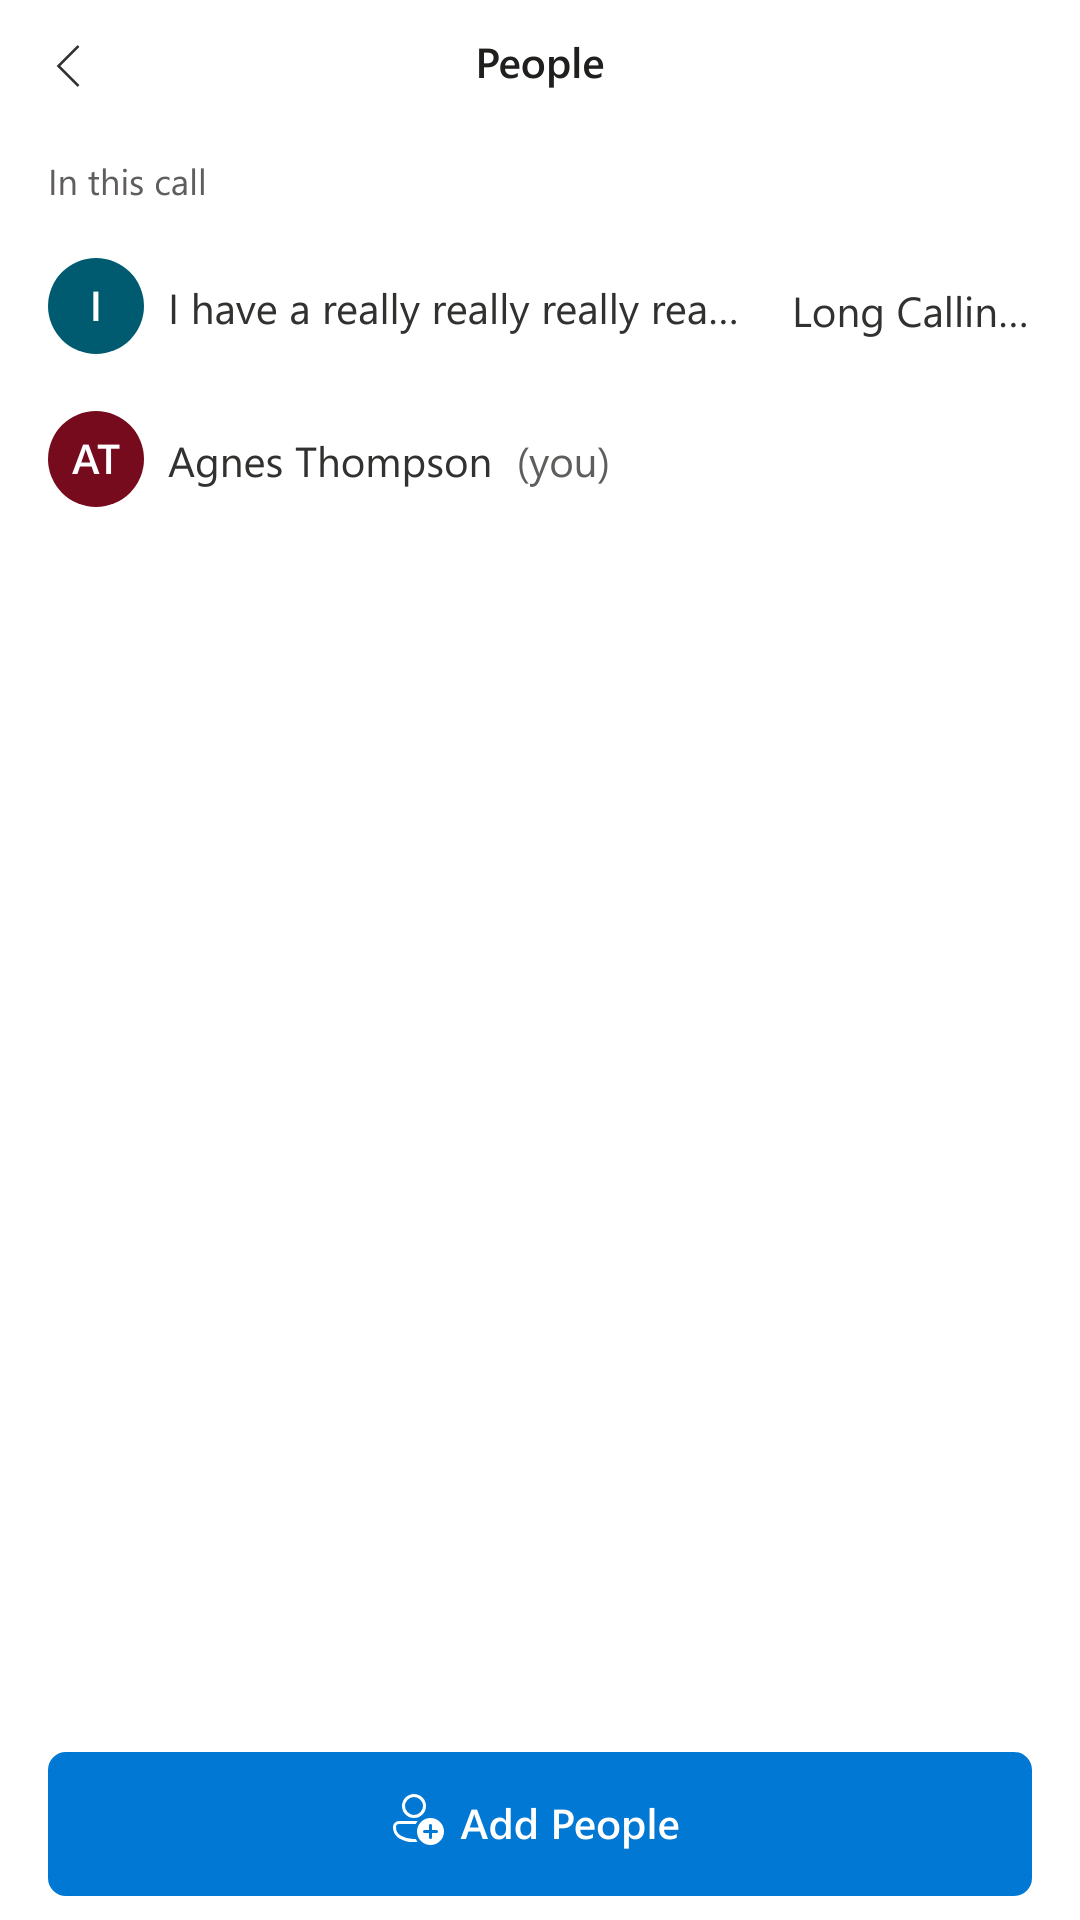 People
In this call
I I have a really really really rea... Long Callin...
AT Agnes Thompson (you)
Add People